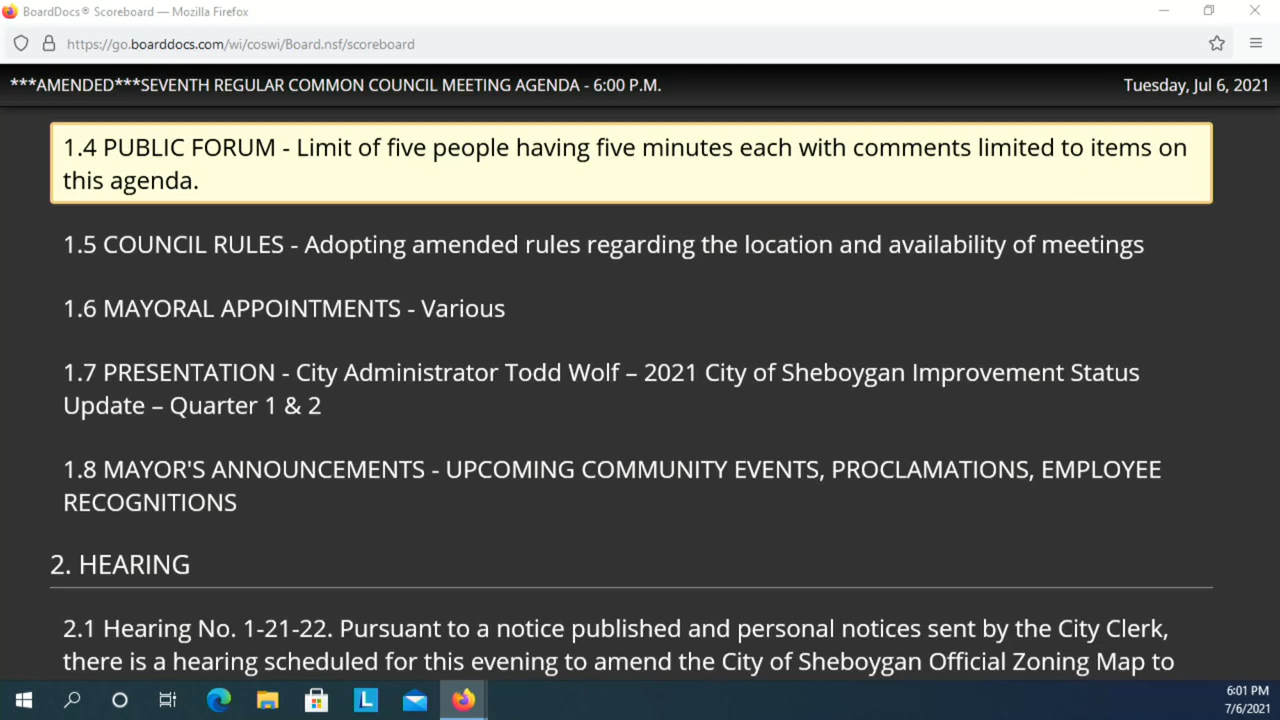 BoardDocs® Scoreboard — Mozilla Firefox
https://go.boarddocs.com/wi/coswi/Board.nsf/scoreboard
***AMENDED***SEVENTH REGULAR COMMON COUNCIL MEETING AGENDA - 6:00 P.M.
Tuesday, Jul 6, 2021
1.4 PUBLIC FORUM - Limit of five people having five minutes each with comments limited to items on
this agenda.
1.5 COUNCIL RULES - Adopting amended rules regarding the location and availability of meetings
1.6 MAYORAL APPOINTMENTS - Various
1.7 PRESENTATION - City Administrator Todd Wolf – 2021 City of Sheboygan Improvement Status
Update – Quarter 1 & 2
1.8 MAYOR'S ANNOUNCEMENTS - UPCOMING COMMUNITY EVENTS, PROCLAMATIONS, EMPLOYEE
RECOGNITIONS
2. HEARING
2.1 Hearing No. 1-21-22. Pursuant to a notice published and personal notices sent by the City Clerk,
there is a hearing scheduled for this evening to amend the City of Sheboygan Official Zoning Map to
L
6:01 PM
7/6/2021